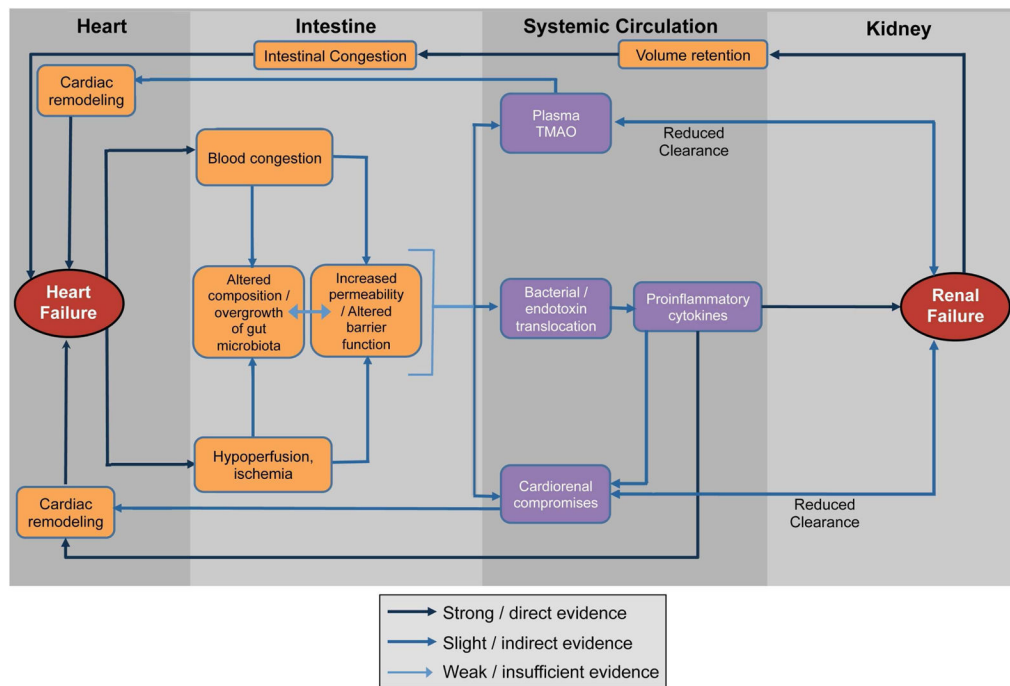 Heart
Intestine
Systemic Circulation
Kidney
Intestinal Congestion
Volume retention
Cardiac
remodeling
Plasma
TMAO
Reduced
Clearance
Blood congestion
Heart
Failure
Altered
composition /
overgrowth
of gut
microbiota
Increased
permeability
/ Altered
barrier
function
Bacterial /
endotoxin
translocation
Proinflammatory
cytokines
Renal
Failure
Hypoperfusion,
ischemia
Cardiac
remodeling
Cardiorenal
compromises
Reduced
Clearance
Strong / direct evidence
Slight / indirect evidence
Weak / insufficient evidence